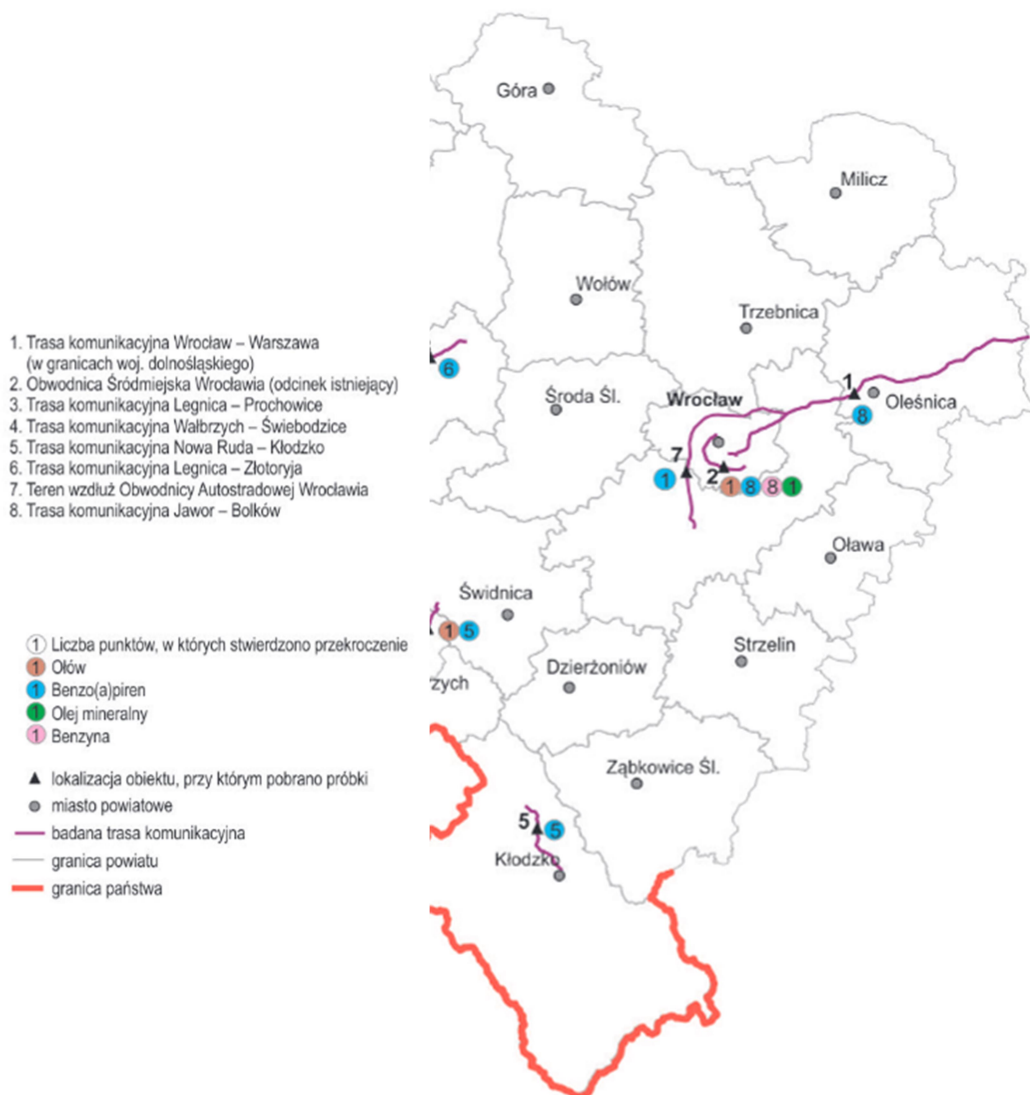 Góra
Milicz
Wołów
Trzebnica
1. Trasa komunikacyjna Wrocław – Warszawa
(w granicach woj. dolnośląskiego)
2. Obwodnica Śródmiejska Wrocławia (odcinek istniejący)
3. Trasa komunikacyjna Legnica – Prochowice
4. Trasa komunikacyjna Wałbrzych – Świebodzice
5. Trasa komunikacyjna Nowa Ruda – Kłodzko
6. Trasa komunikacyjna Legnica – Złotoryja
7. Teren wzdłuż Obwodnicy Autostradowej Wrocławia
8. Trasa komunikacyjna Jawor – Bolków
6
Środa Śl.
Wrocław
1
Oleśnica
8
7
1
2
1 8 8 1
Oława
Świdnica
1 5
rzych
Dzierżoniów
Strzelin
1 Liczba punktów, w których stwierdzono przekroczenie
1 Ołów
1 Benzo(a)piren
1 Olej mineralny
1 Benzyna
lokalizacja obiektu, przy którym pobrano próbki
miasto powiatowe
badana trasa komunikacyjna
granica powiatu
granica państwa
Ząbkowice Śl.
5 5
Kłodzko